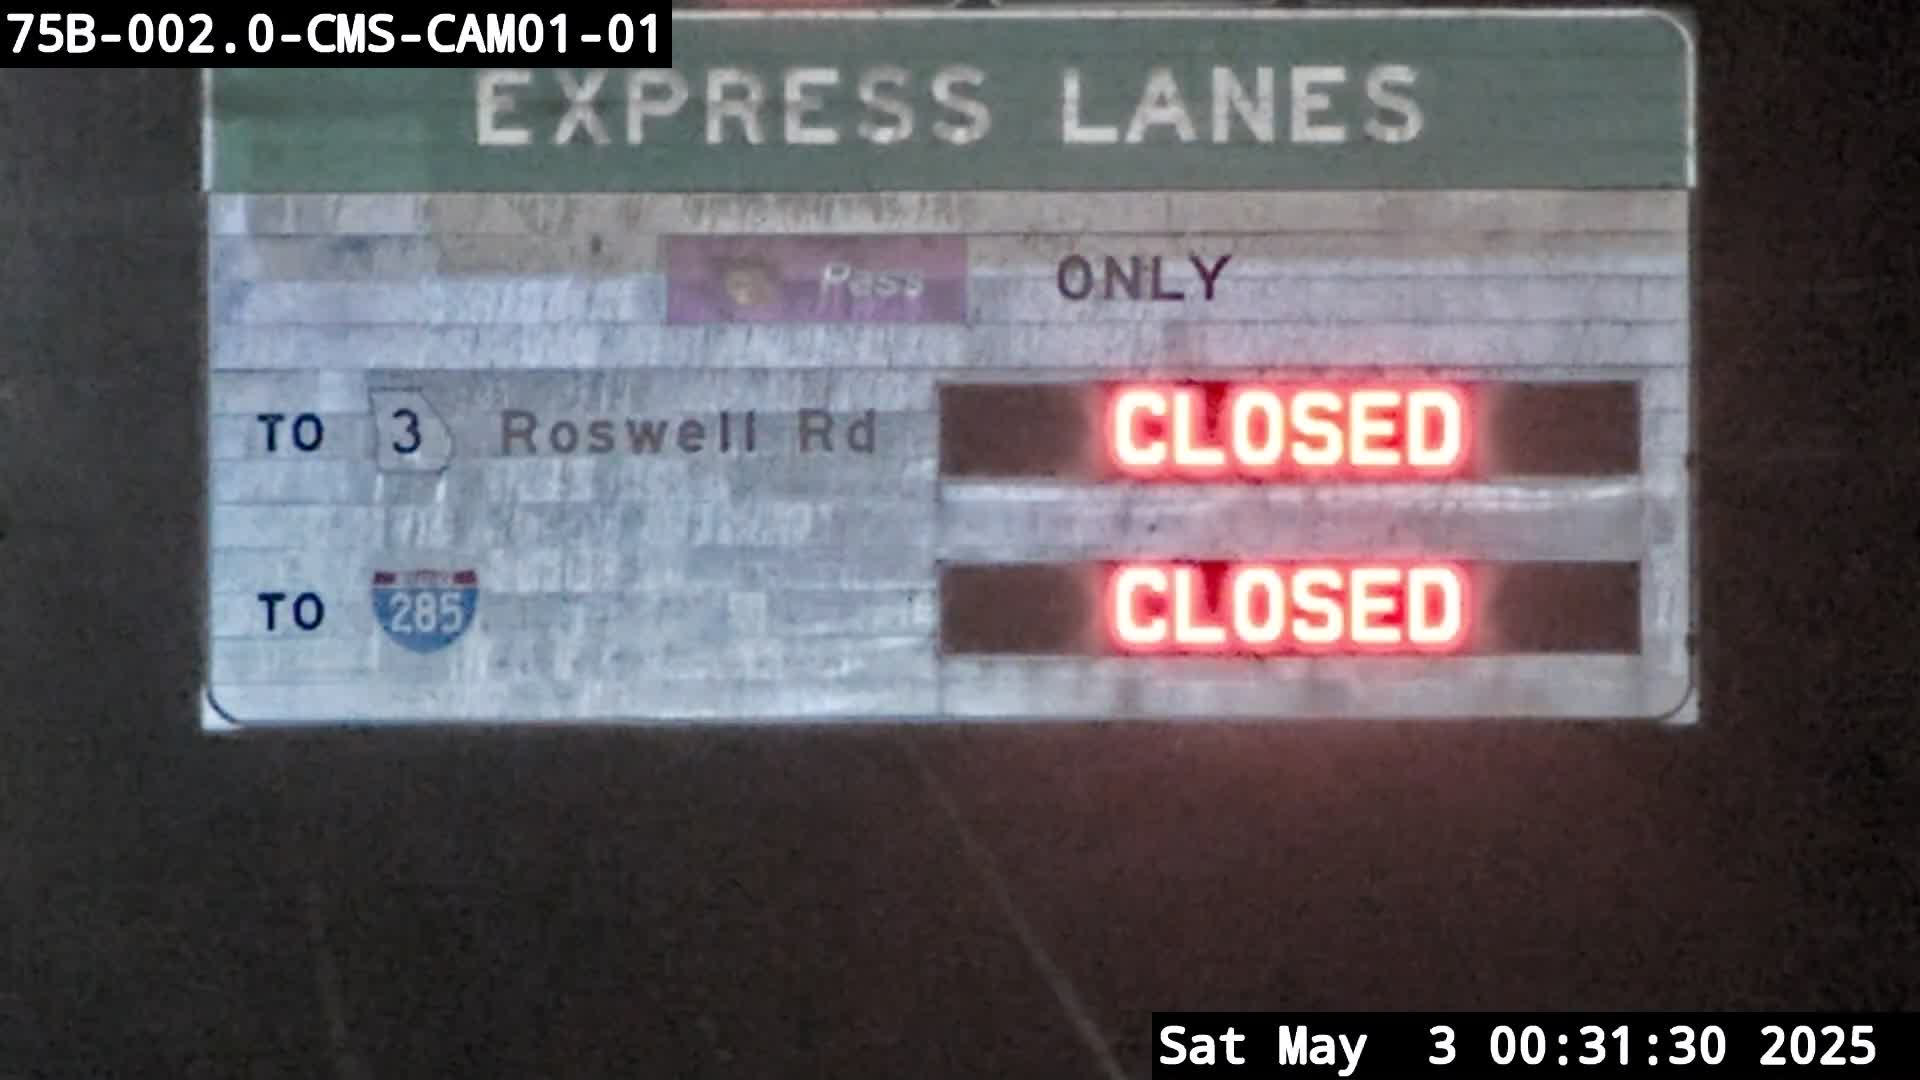 75B-002.0-CMS-CAM01-01
EXPRESS LANES
Pass ONLY
TO 3 Roswell Rd CLOSED
TO 285 CLOSED
Sat May 3 00:31:30 2025